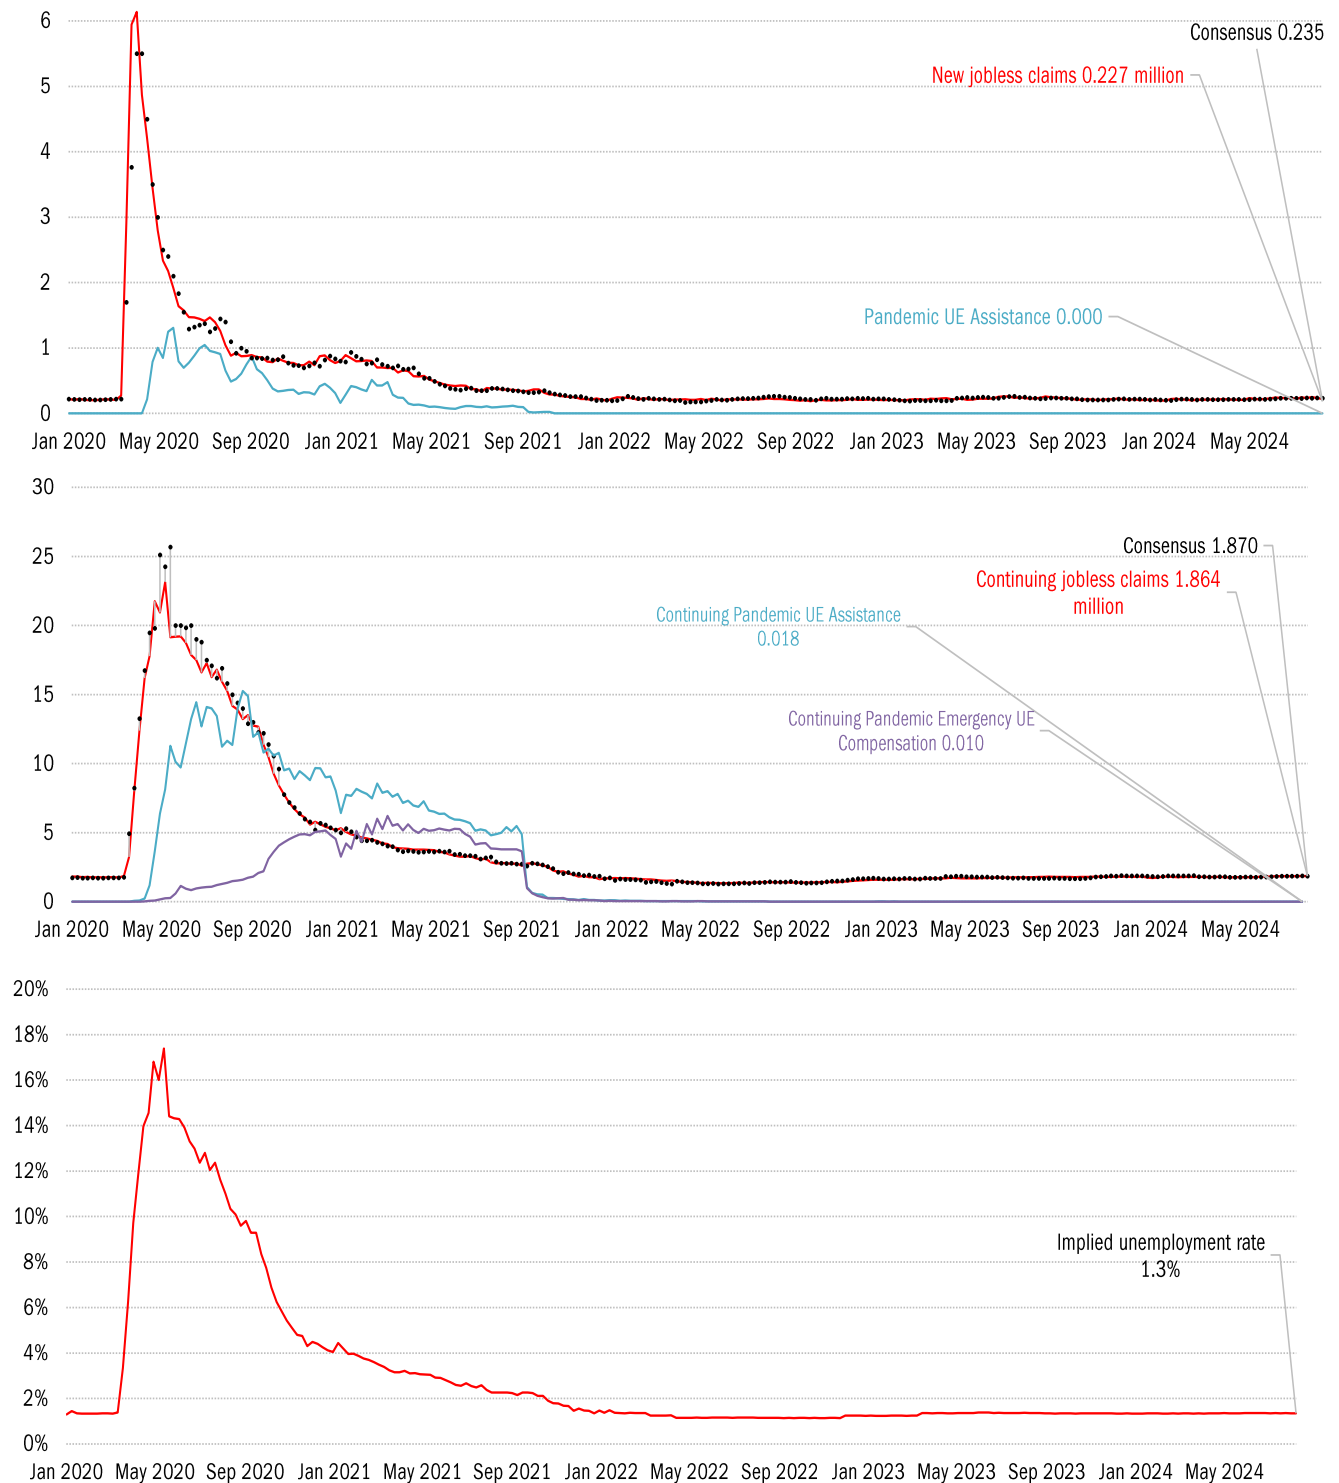 6
Consensus 0.235
New jobless claims 0.227 million
5
4
3
2
Pandemic UE Assistance 0.000
1
0
Jan 2020 May 2020 Sep 2020 Jan 2021 May 2021 Sep 2021 Jan 2022 May 2022 Sep 2022 Jan 2023 May 2023 Sep 2023 Jan 2024 May 2024
30
25
Consensus 1.870
Continuing jobless claims 1.864
million
20
Continuing Pandemic UE Assistance
0.018
15
Continuing Pandemic Emergency UE
Compensation 0.010
10
5
0
Jan 2020 May 2020 Sep 2020 Jan 2021 May 2021 Sep 2021 Jan 2022 May 2022 Sep 2022 Jan 2023 May 2023 Sep 2023 Jan 2024 May 2024
20%
18%
16%
14%
12%
10%
Implied unemployment rate
1.3%
8%
6%
4%
2%
0%
Jan 2020 May 2020 Sep 2020 Jan 2021 May 2021 Sep 2021 Jan 2022 May 2022 Sep 2022 Jan 2023 May 2023 Sep 2023 Jan 2024 May 2024